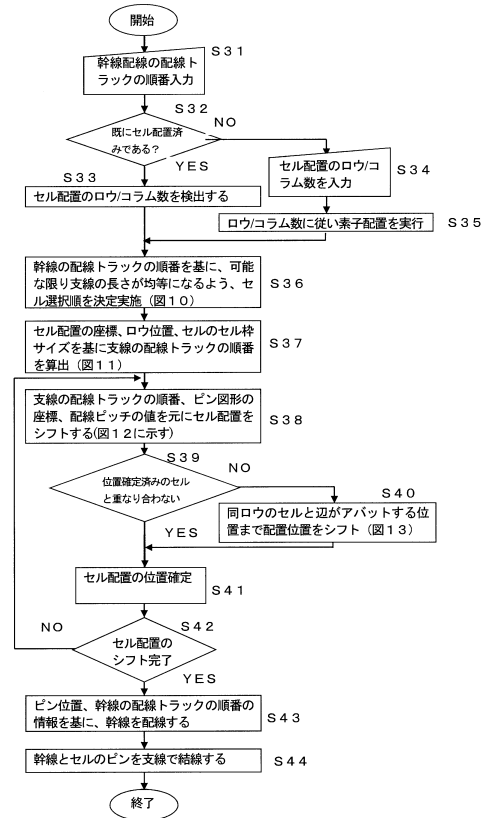 開始
S31
幹線配線の配線ト
ラックの順番入力
S32
既にセル配置済
みである?
NO
YES
S33
セル配置のロウ/コラム数を検出する
セル配置のロウ/コ
ラム数を入力
S34
ロウ/コラム数に従い素子配置を実行
S35
幹線の配線トラックの順番を基に、可能
な限り支線の長さが均等になるよう、セ
ル選択順を決定実施(図10)
S36
セル配置の座標、ロウ位置、セルのセル枠
サイズを基に支線の配線トラックの順番
を算出(図11)
S37
支線の配線トラックの順番、ピン図形の
座標、配線ピッチの値を元にセル配置を
シフトする(図12に示す)
S38
S39
位置確定済みのセル
と重なり合わない
NO
YES
S40
同ロウのセルと辺がアバットする位
置まで配置位置をシフト(図13)
セル配置の位置確定
S41
S42
セル配置の
シフト完了
NO
YES
ピン位置、幹線の配線トラックの順番の
情報を基に、幹線を配線する
S43
幹線とセルのピンを支線で結線する
S44
終了